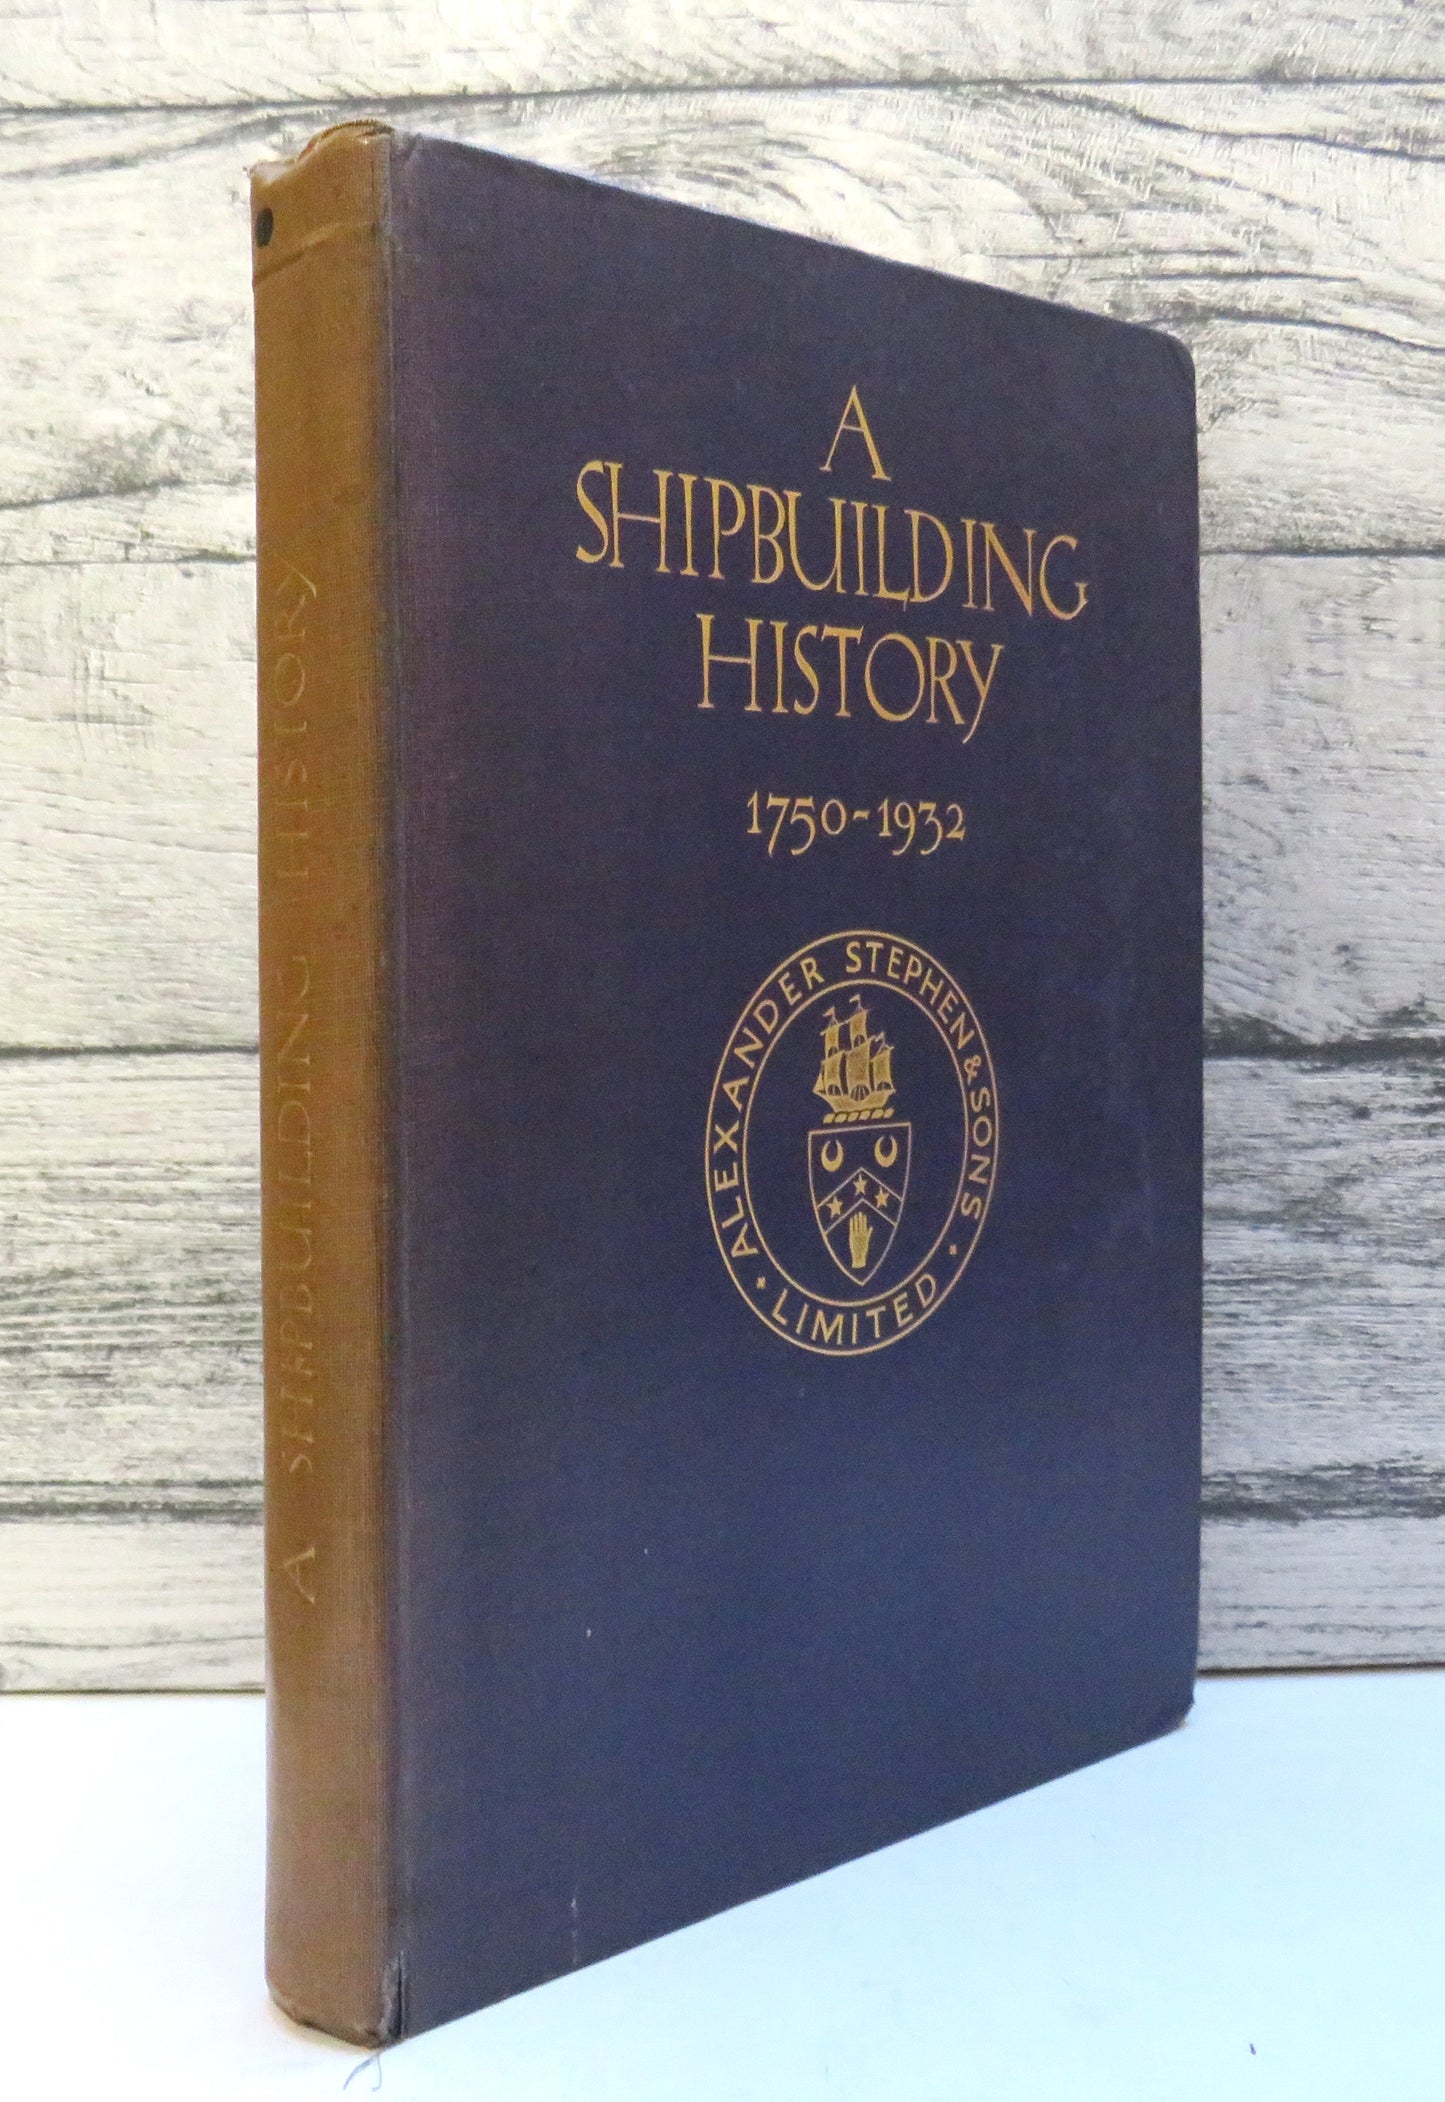 A SHIPBUILDING HISTORY
A
SHIPBUILDING
HISTORY
1750-1932
ALEXANDER STEPHEN & SONS
· LIMITED ·